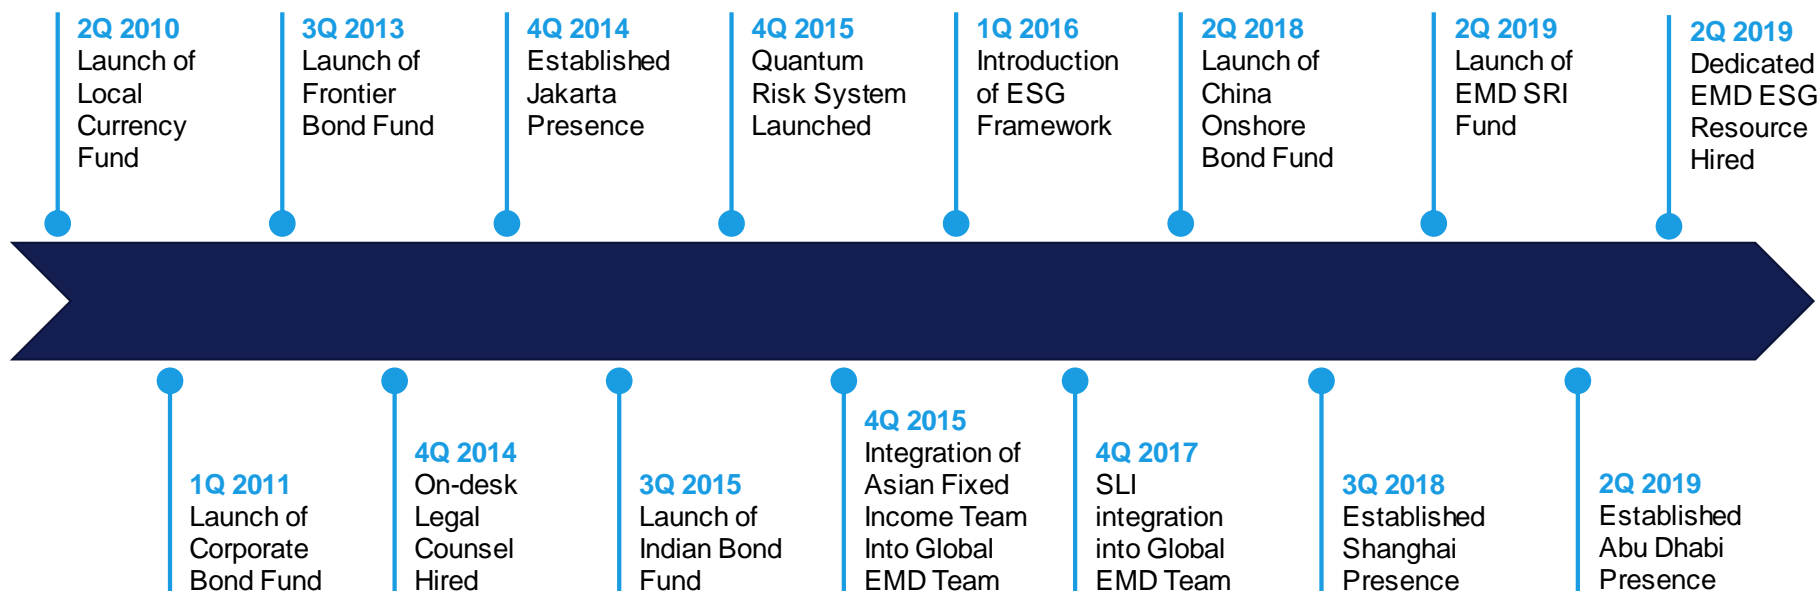 2Q 2010
Launch of
Local
Currency
Fund
3Q 2013
Launch of
Frontier
Bond Fund
4Q 2014
Established
Jakarta
Presence
4Q 2015
Quantum
Risk System
Launched
1Q 2016
Introduction
of ESG
Framework
2Q 2018
Launch of
China
Onshore
Bond Fund
2Q 2019
Launch of
EMD SRI
Fund
2Q 2019
Dedicated
EMD ESG
Resource
Hired
1Q 2011
Launch of
Corporate
Bond Fund
4Q 2014
On-desk
Legal
Counsel
Hired
3Q 2015
Launch of
Indian Bond
Fund
4Q 2015
Integration of
Asian Fixed
Income Team
Into Global
EMD Team
4Q 2017
SLI
integration
into Global
EMD Team
3Q 2018
Established
Shanghai
Presence
2Q 2019
Established
Abu Dhabi
Presence